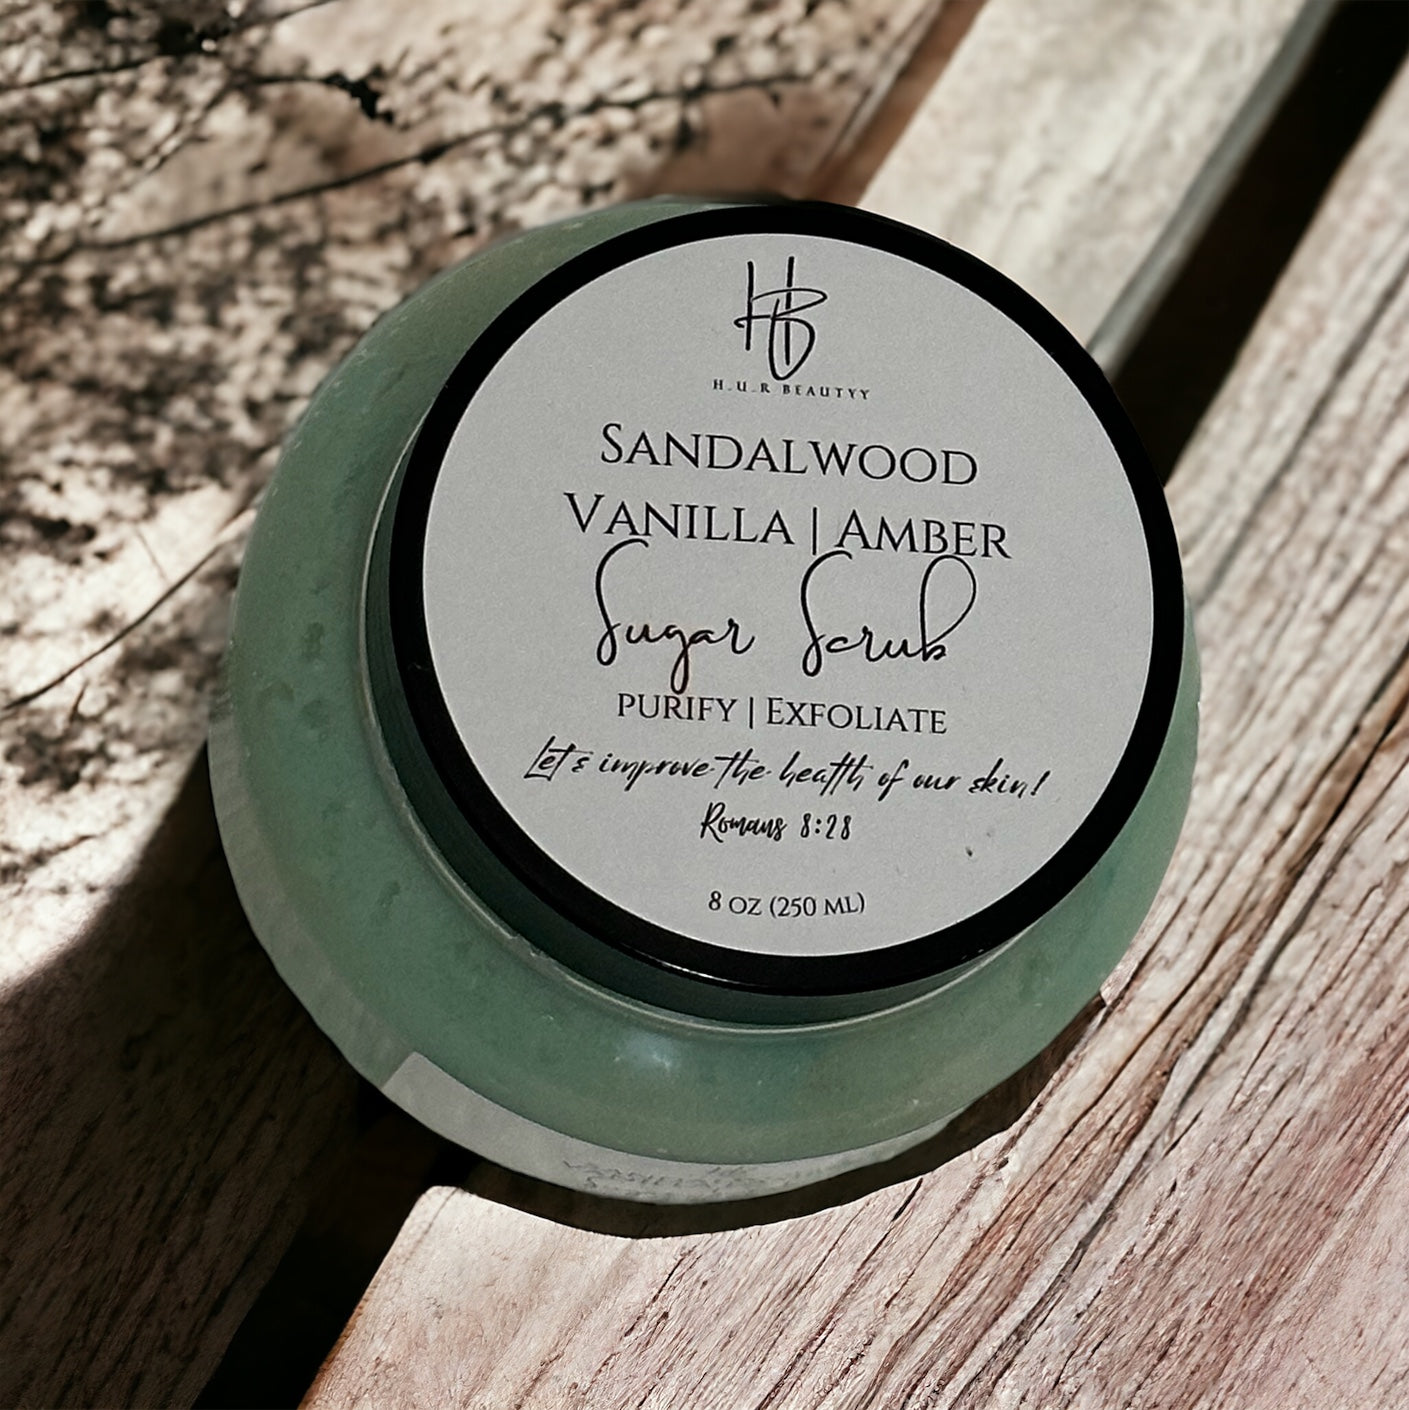 HB
H_U_R BEAUTYY
SANDALWOOD
VANILLA | AMBER
Sugar Scrub
PURIFY | EXFOLIATE
Let's improve the health of our skin!
Romans 8:28
8 OZ (250 ML)